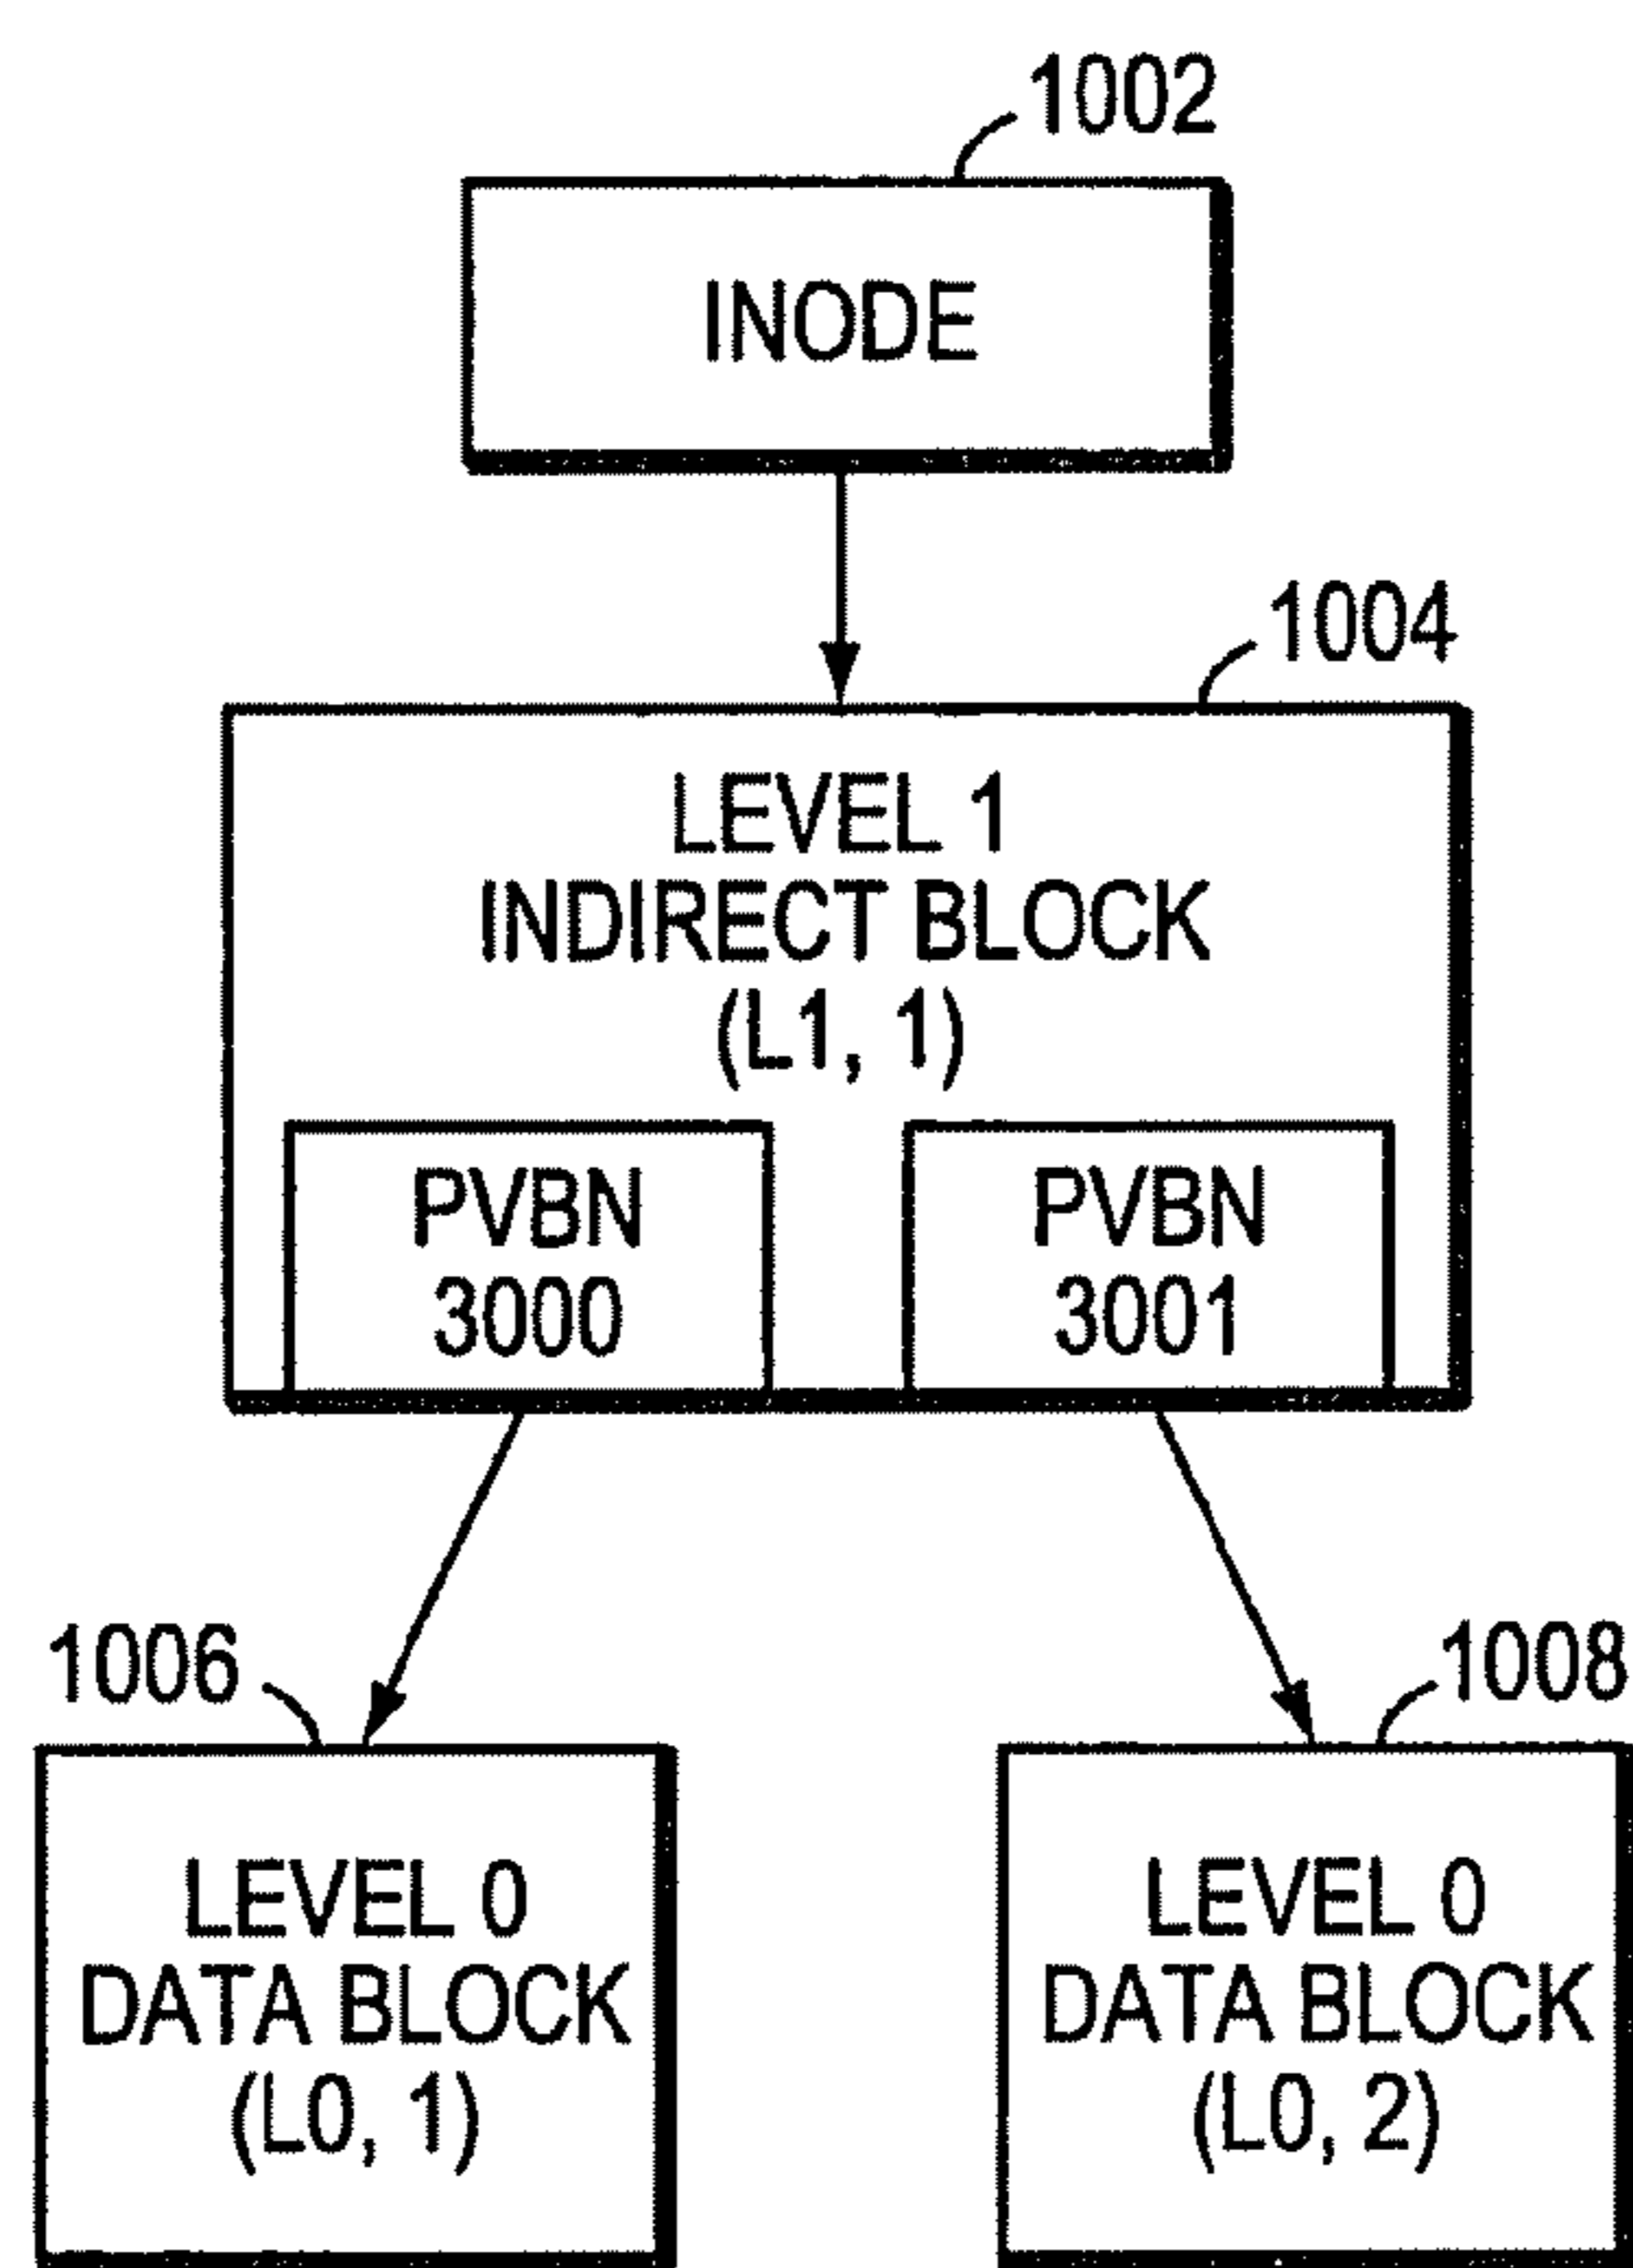 1002
INODE
1004
LEVEL 1
INDIRECT BLOCK
(L1, 1)
PVBN
3000
PVBN
3001
1006
1008
LEVEL 0
DATA BLOCK
(L0, 1)
LEVEL 0
DATA BLOCK
(L0, 2)